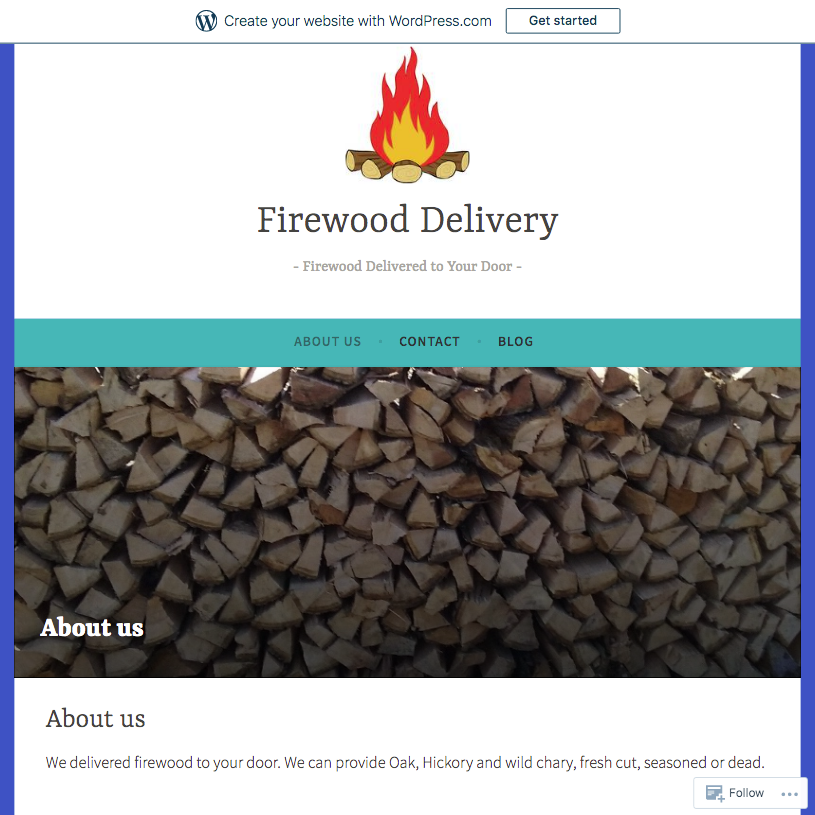 Create your website with WordPress.com
Get started
Firewood Delivery
- Firewood Delivered to Your Door -
ABOUT US • CONTACT • BLOG
About us
About us
We delivered firewood to your door. We can provide Oak, Hickory and wild chary, fresh cut, seasoned or dead.
Follow